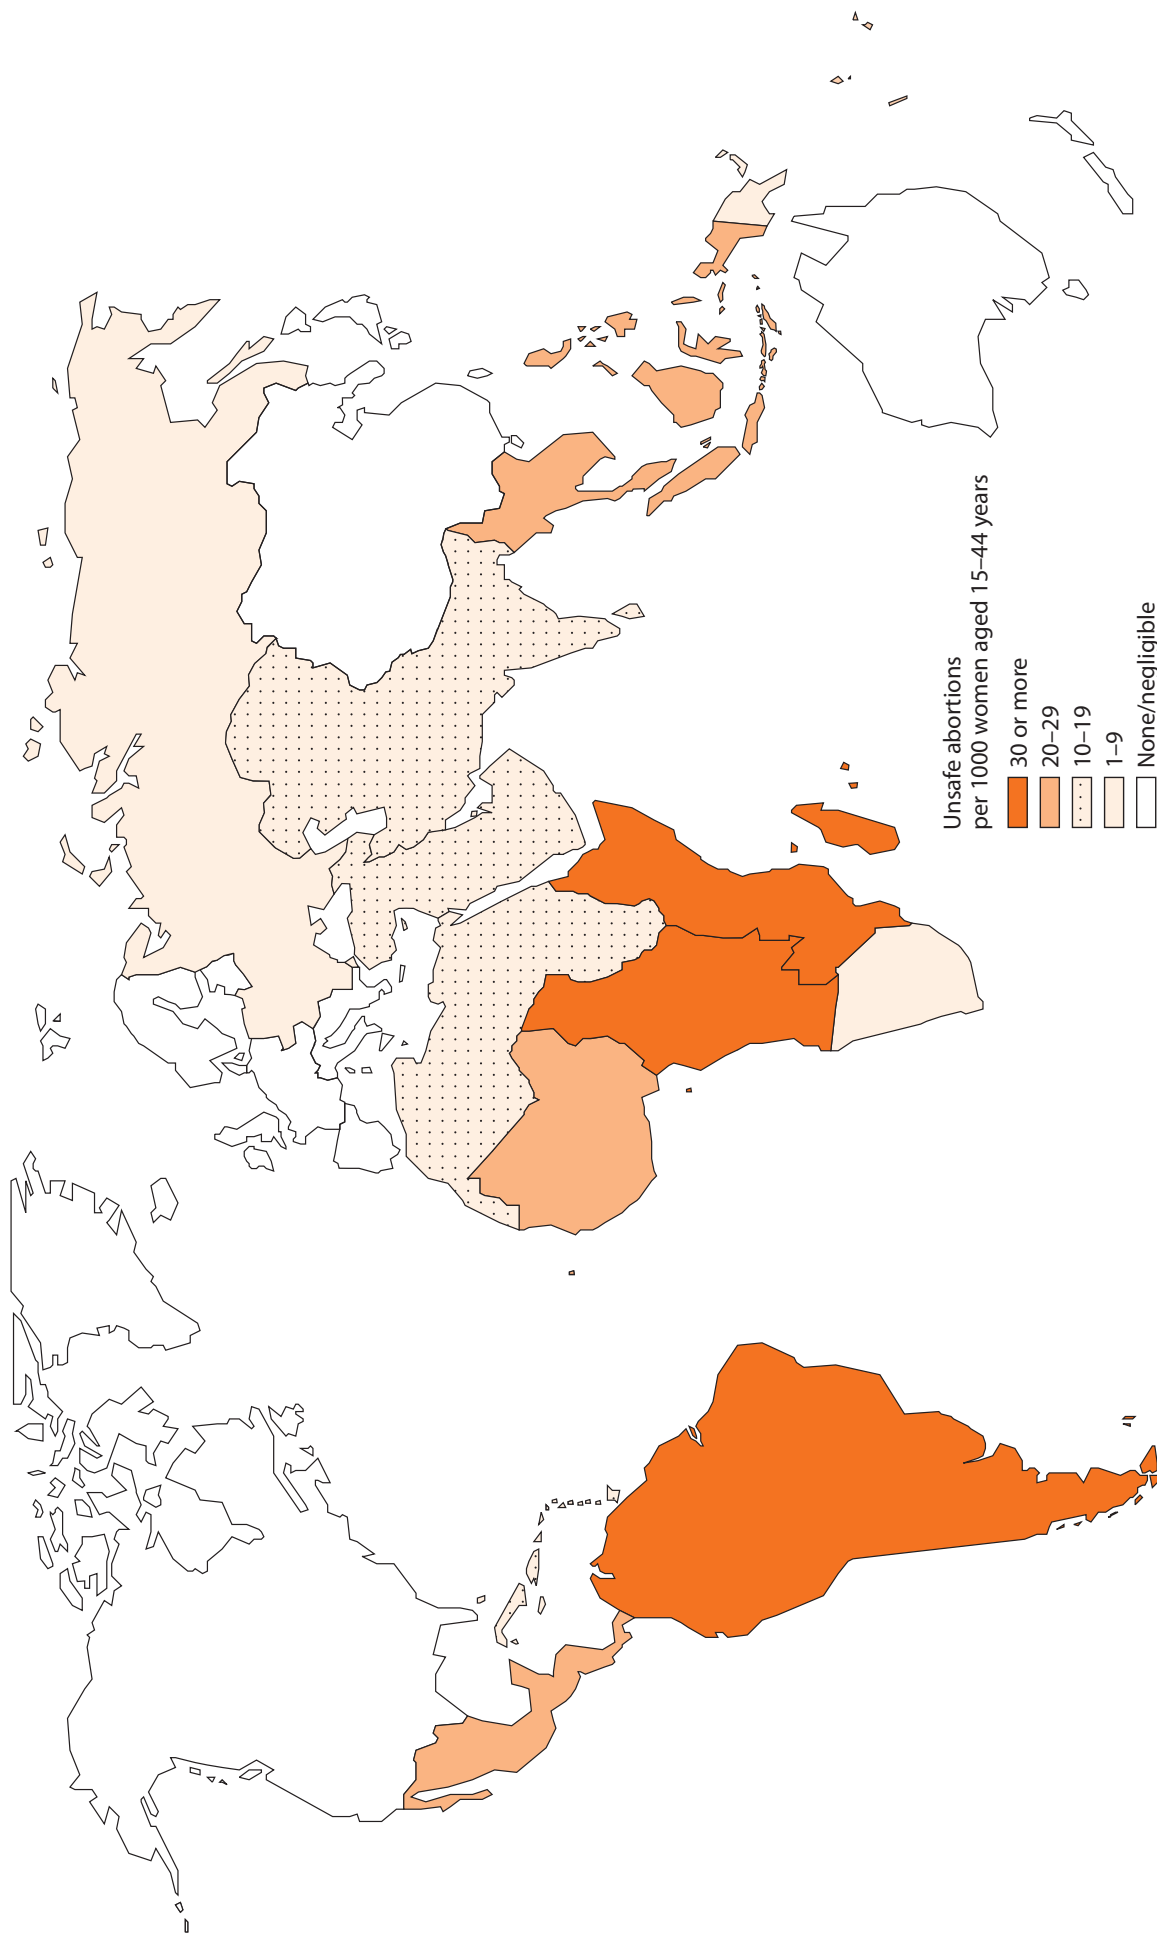 Unsafe abortions
per 1000 women aged 15–44 years
30 or more
20–29
10–19
1–9
None/negligible